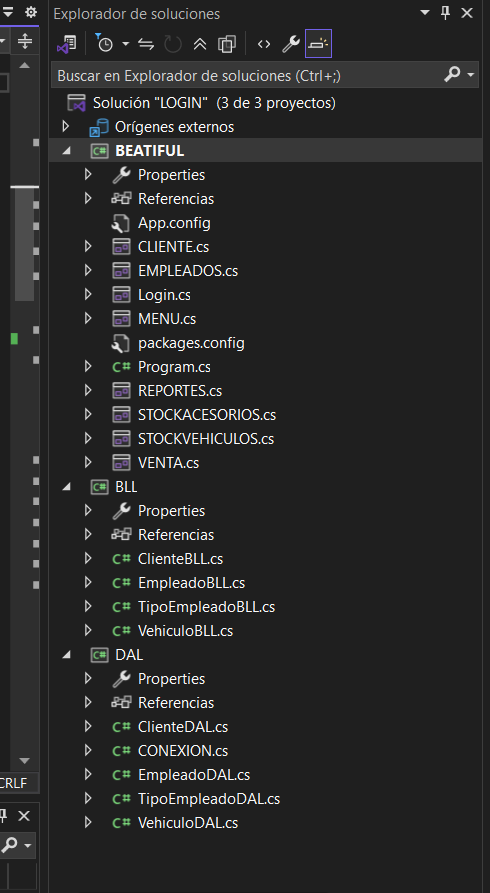 Explorador de soluciones
Buscar en Explorador de soluciones (Ctrl+;)
Solución "LOGIN" (3 de 3 proyectos)
Orígenes externos
BEATIFUL
Properties
Referencias
App.config
CLIENTE.cs
EMPLEADOS.cs
Login.cs
MENU.cs
packages.config
C# Program.cs
REPORTES.cs
STOCKACESORIOS.cs
STOCKVEHICULOS.cs
VENTA.cs
C# BLL
Properties
Referencias
C# ClienteBLL.cs
C# EmpleadoBLL.cs
C# TipoEmpleadoBLL.cs
C# VehiculoBLL.cs
C# DAL
Properties
Referencias
C# ClienteDAL.cs
C# CONEXION.cs
C# EmpleadoDAL.cs
C# TipoEmpleadoDAL.cs
C# VehiculoDAL.cs
CRLF